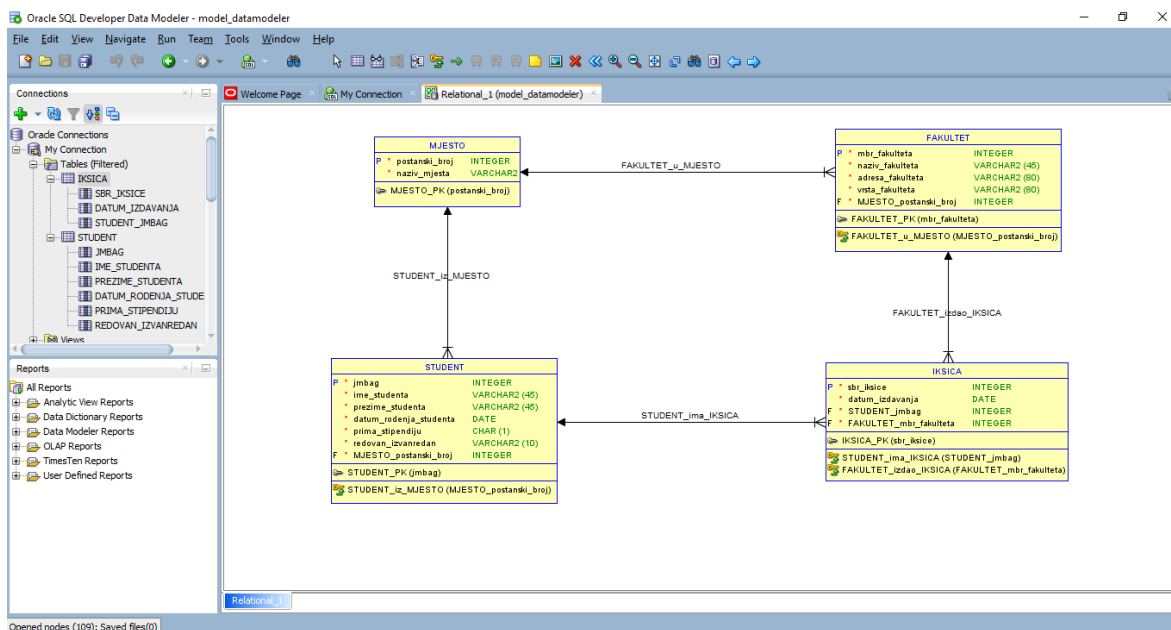 Oracle SQL Developer Data Modeler - model_datamodeler
File Edit View Navigate Run Team Tools Window Help
Connections
Welcome Page
My Connection
Relational_1 (model_datamodeler)
Oracle Connections
My Connection
Tables (Filtered)
IKSICA
SBR_IKSICE
DATUM_IZDAVANJA
STUDENT_JMBAG
STUDENT
JMBAG
IME_STUDENTA
PREZIME_STUDENTA
DATUM_RODENJA_STUDE
PRIMA_STIPENDIJU
REDOVAN_IZVANREDAN
Views
Reports
All Reports
Analytic View Reports
Data Dictionary Reports
Data Modeler Reports
OLAP Reports
TimesTen Reports
User Defined Reports
MJESTO
P * postanski_broj INTEGER
* naziv_mjesta VARCHAR2
MJESTO_PK (postanski_broj)
FAKULTET_u_MJESTO
FAKULTET
P * mbr_fakulteta INTEGER
* naziv_fakulteta VARCHAR2 (45)
* adresa_fakulteta VARCHAR2 (80)
* vrsta_fakulteta VARCHAR2 (80)
F * MJESTO_postanski_broj INTEGER
FAKULTET_PK (mbr_fakulteta)
FAKULTET_u_MJESTO (MJESTO_postanski_broj)
STUDENT_iz_MJESTO
FAKULTET_izdao_IKSICA
STUDENT
P * jmbag INTEGER
* ime_studenta VARCHAR2 (45)
* prezime_studenta VARCHAR2 (45)
* datum_rodenja_studenta DATE
* prima_stipendiju CHAR (1)
* redovan_izvanredan VARCHAR2 (10)
F * MJESTO_postanski_broj INTEGER
STUDENT_PK (jmbag)
STUDENT_iz_MJESTO (MJESTO_postanski_broj)
STUDENT_ima_IKSICA
IKSICA
P * sbr_iksice INTEGER
* datum_izdavanja DATE
F * STUDENT_jmbag INTEGER
F * FAKULTET_mbr_fakulteta INTEGER
IKSICA_PK (sbr_iksice)
STUDENT_ima_IKSICA (STUDENT_jmbag)
FAKULTET_izdao_IKSICA (FAKULTET_mbr_fakulteta)
Relational_1
Opened nodes (109); Saved files(0)